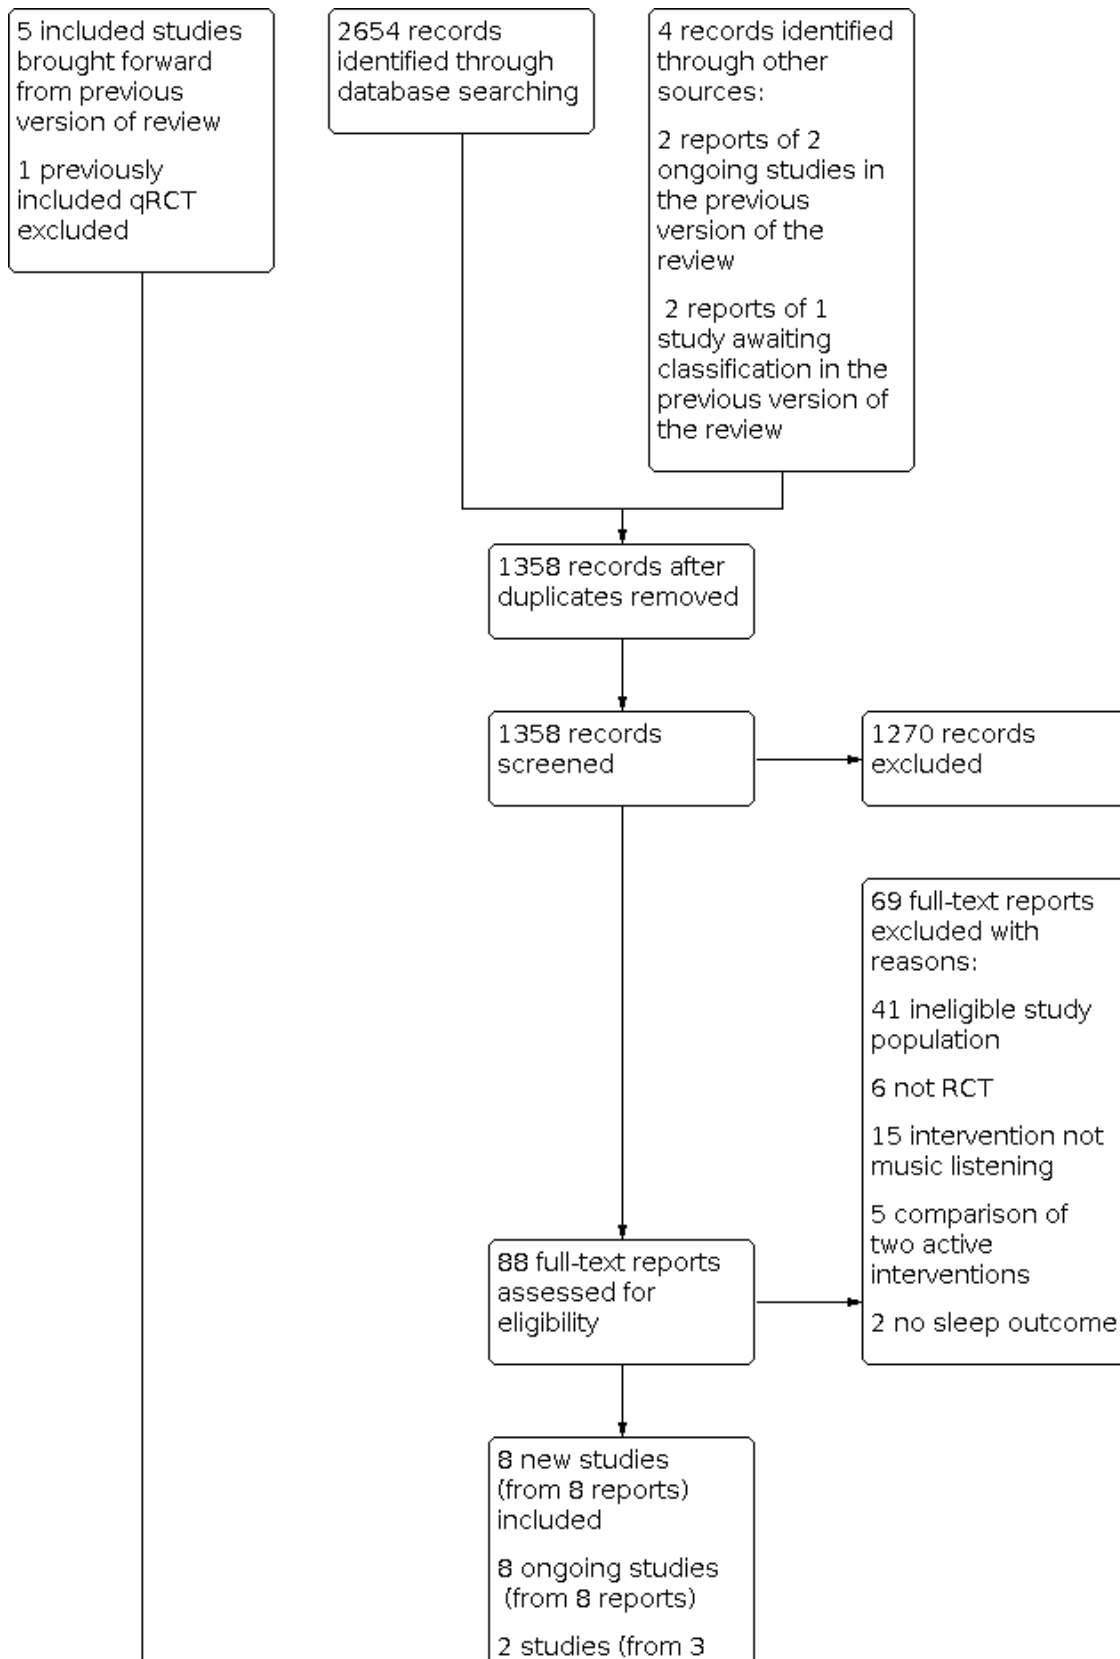 5 included studies
brought forward
from previous
version of review
1 previously
included qRCT
excluded
2654 records
identified through
database searching
4 records identified
through other
sources:
2 reports of 2
ongoing studies in
the previous
version of the
review
2 reports of 1
study awaiting
classification in the
previous version of
the review
1358 records after
duplicates removed
1358 records
screened
1270 records
excluded
69 full-text reports
excluded with
reasons:
41 ineligible study
population
6 not RCT
15 intervention not
music listening
5 comparison of
two active
interventions
2 no sleep outcome
88 full-text reports
assessed for
eligibility
8 new studies
(from 8 reports)
included
8 ongoing studies
(from 8 reports)
2 studies (from 3